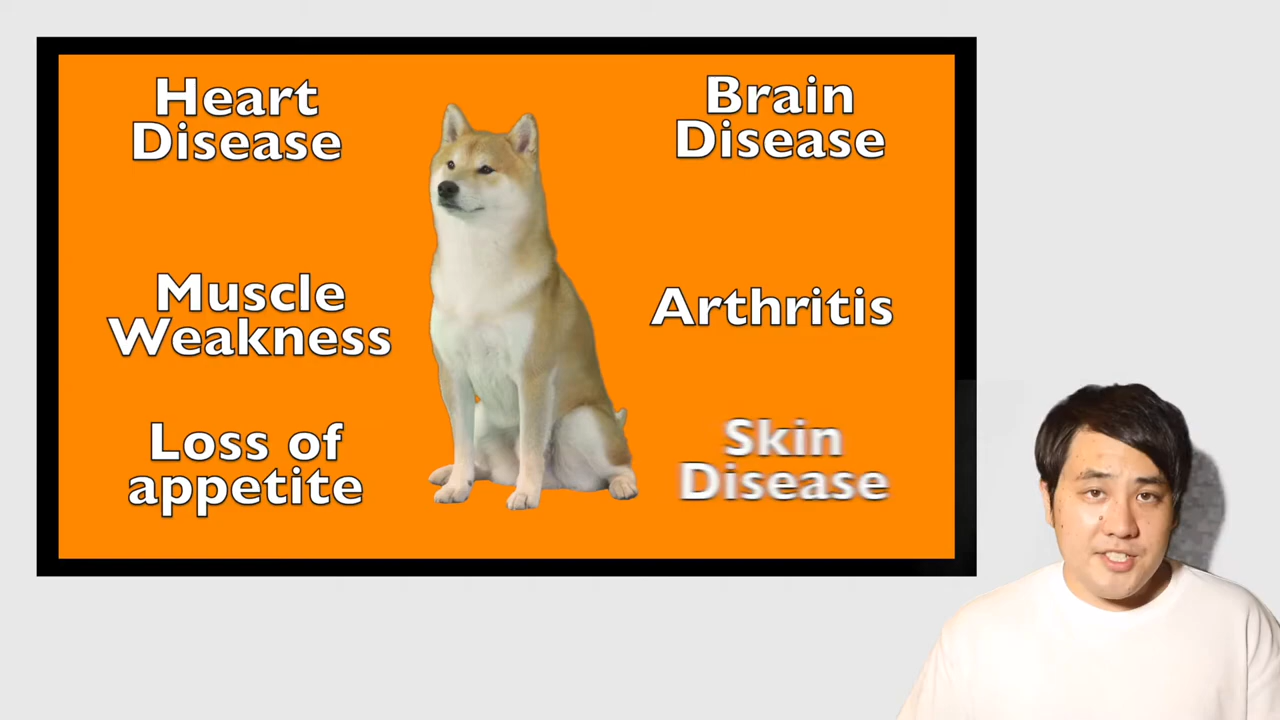 Heart
Disease
Brain
Disease
Muscle
Weakness
Arthritis
Loss of
appetite
Skin
Disease